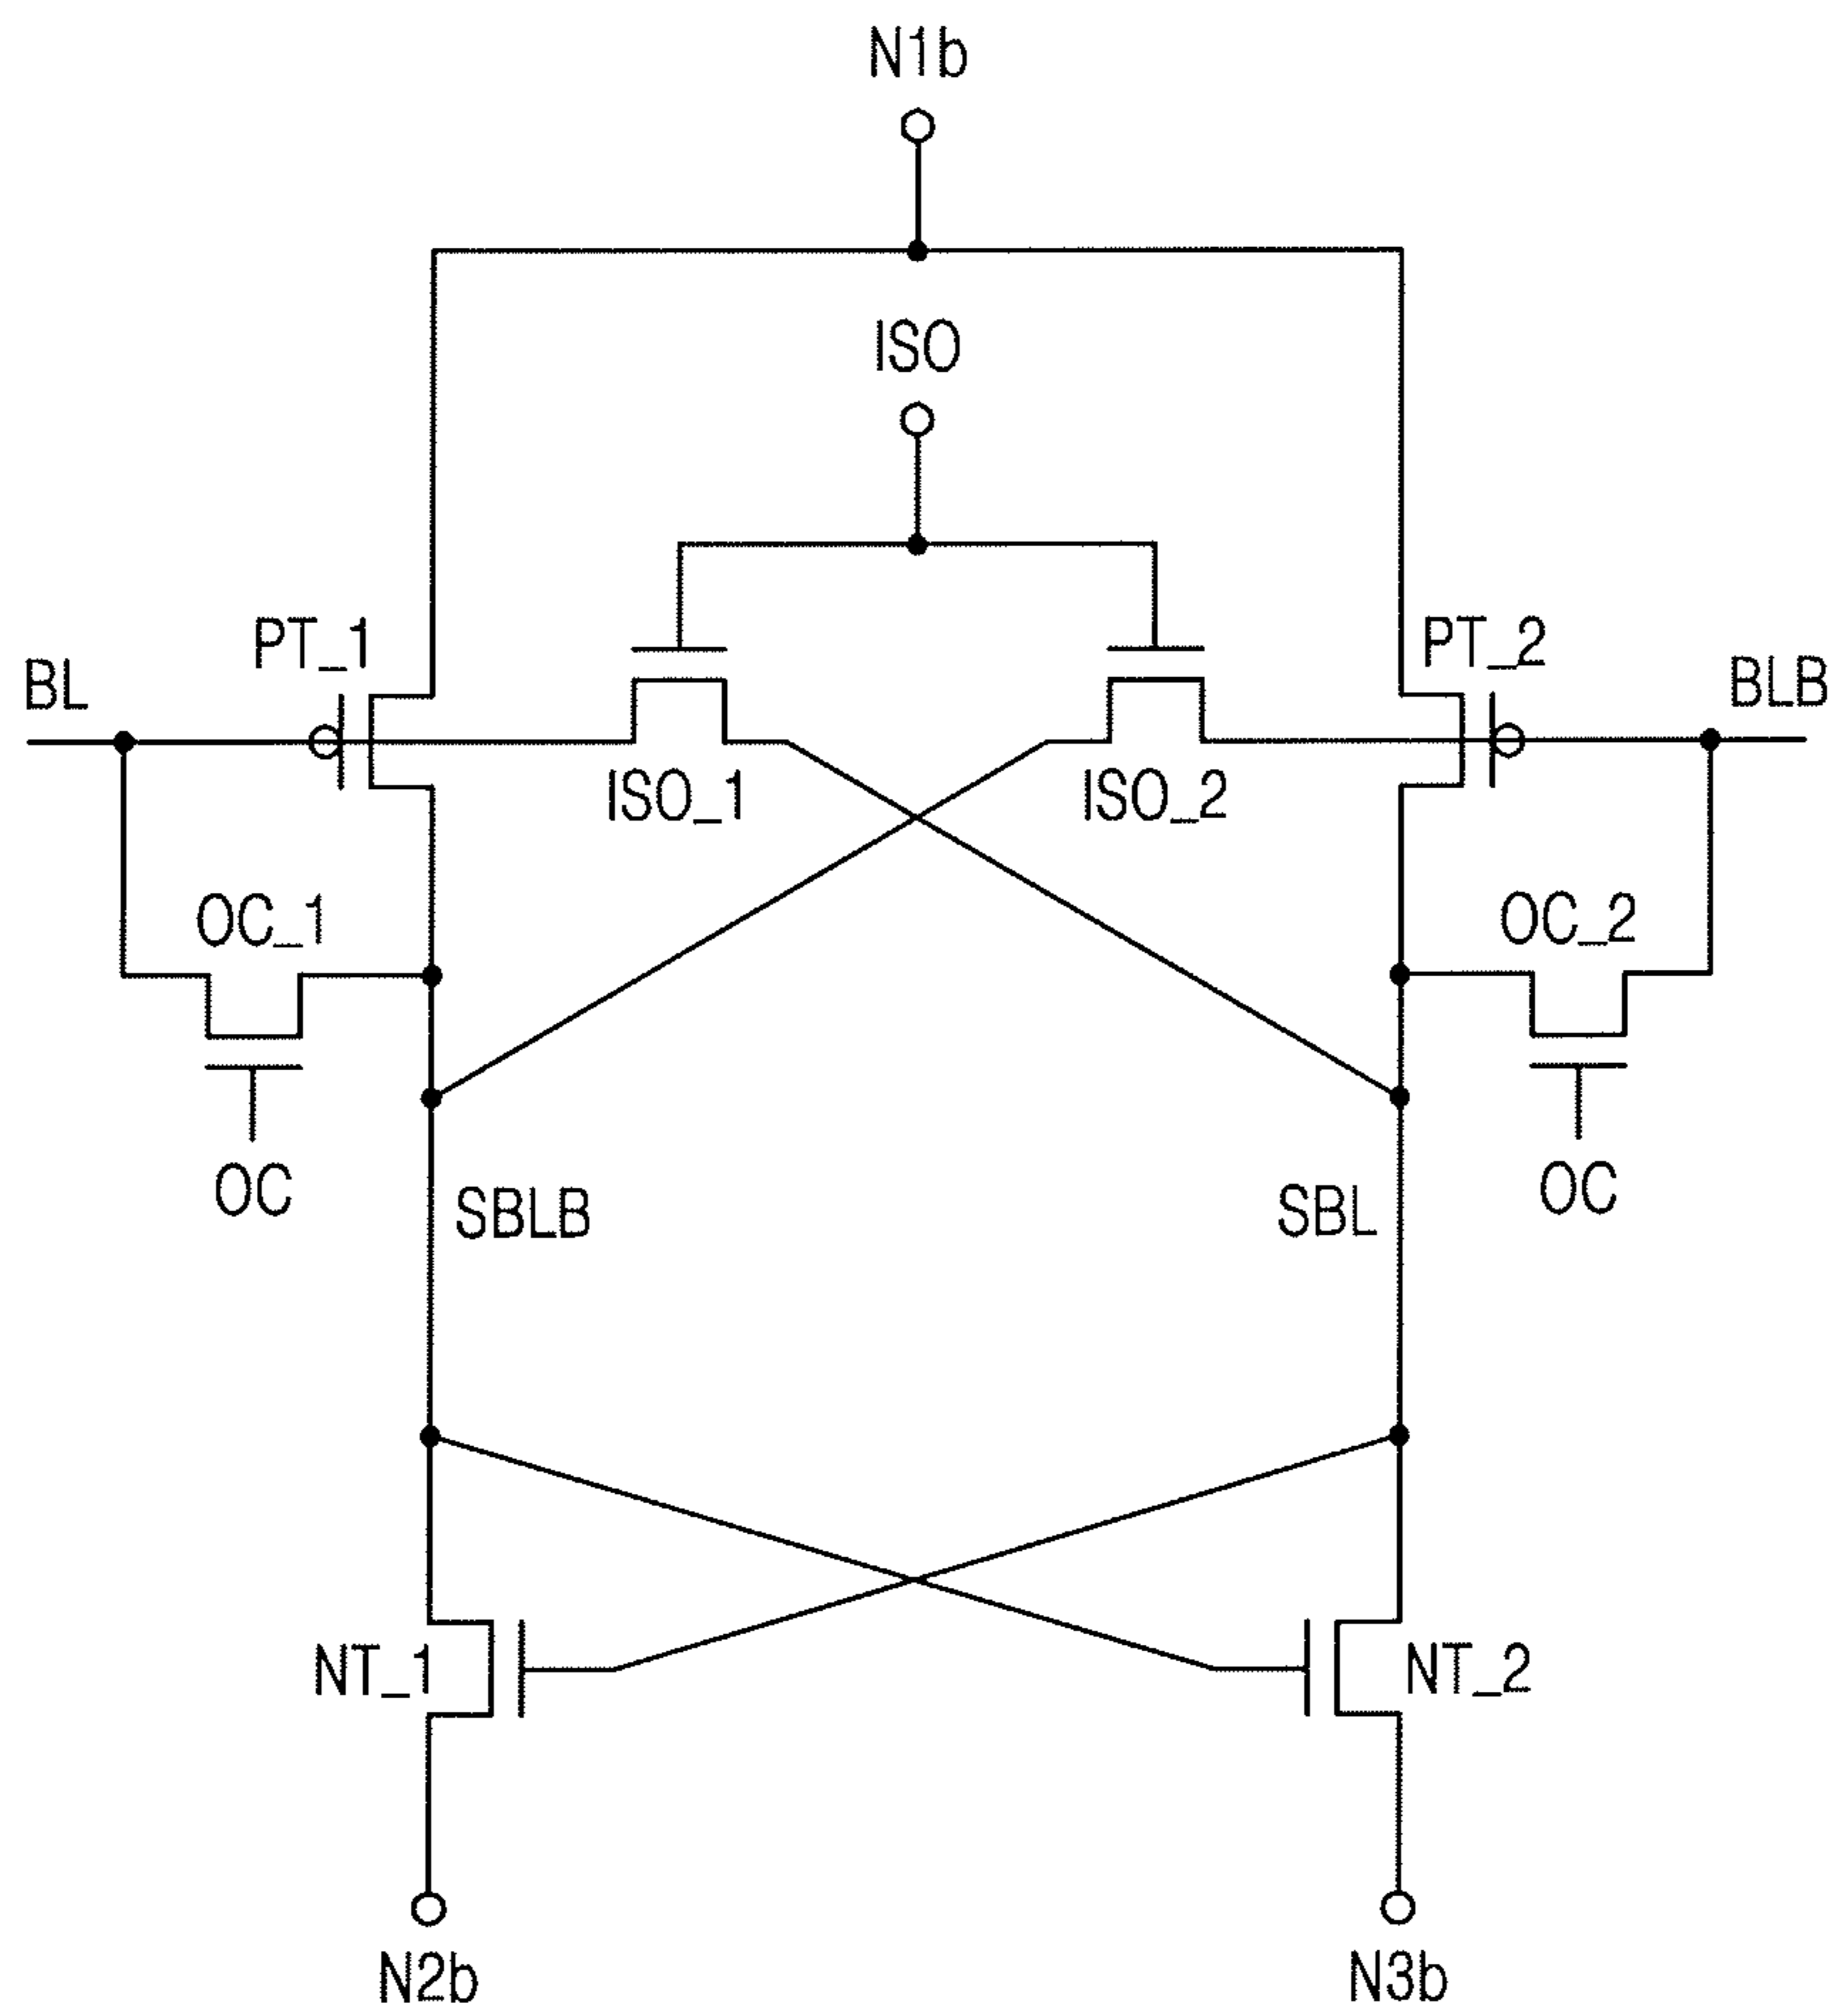 N1b
ISO
PT_1
PT_2
BL
BLB
ISO_1
ISO_2
OC_1
OC_2
OC
OC
SBLB
SBL
NT_1
NT_2
N2b
N3b